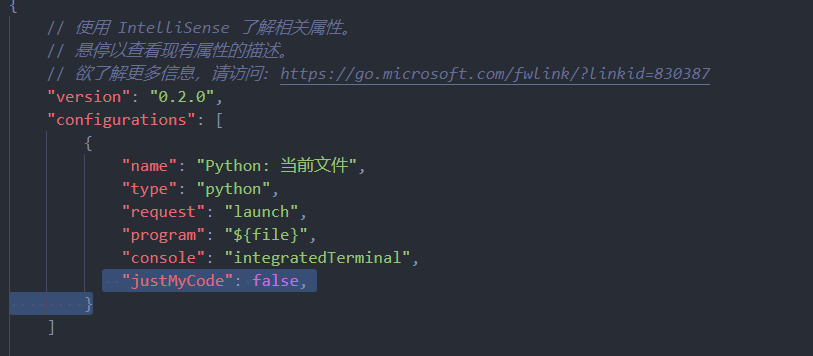 {
// 使用 IntelliSense 了解相关属性。
// 悬停以查看现有属性的描述。
// 欲了解更多信息，请访问: https://go.microsoft.com/fwlink/?linkid=830387
"version": "0.2.0",
"configurations": [
{
"name": "Python: 当前文件",
"type": "python",
"request": "launch",
"program": "${file}",
"console": "integratedTerminal",
"justMyCode": false,
}
]